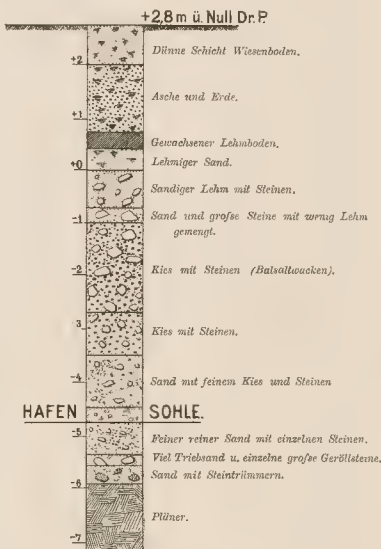 +2,8 m ü. Null Dr. P.
Dünne Schicht Wiesenboden.
+2
Asche und Erde.
+1
Gewachsener Lehmboden.
+0
Lehmiger Sand.
Sandiger Lehm mit Steinen.
Sand und große Steine mit wenig Lehm
gemengt.
-1
-2
Kies mit Steinen (Balsaltwacken).
-3
Kies mit Steinen.
-4
Sand mit feinem Kies und Steinen
HAFEN SOHLE.
-5
Feiner reiner Sand mit einzelnen Steinen.
Viel Triebsand u. einzelne große Geröllsteine.
Sand mit Steintrümmern.
-6
Pläner.
-7